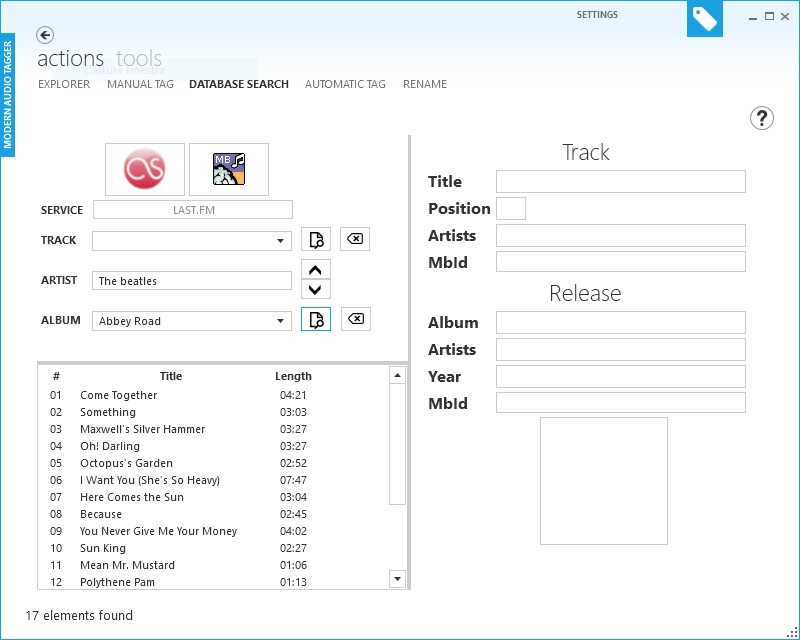 SETTINGS
MODERN AUDIO TAGGER
actions tools
EXPLORER MANUAL TAG DATABASE SEARCH AUTOMATIC TAG RENAME
?
MB
SERVICE LAST.FM
TRACK
ARTIST The beatles
ALBUM Abbey Road
# Title Length
01 Come Together 04:21
02 Something 03:03
03 Maxwell's Silver Hammer 03:27
04 Oh! Darling 03:27
05 Octopus's Garden 02:52
06 I Want You (She's So Heavy) 07:47
07 Here Comes the Sun 03:04
08 Because 02:45
09 You Never Give Me Your Money 04:02
10 Sun King 02:27
11 Mean Mr. Mustard 01:06
12 Polythene Pam 01:13
Track
Title
Position
Artists
MbId
Release
Album
Artists
Year
MbId
17 elements found